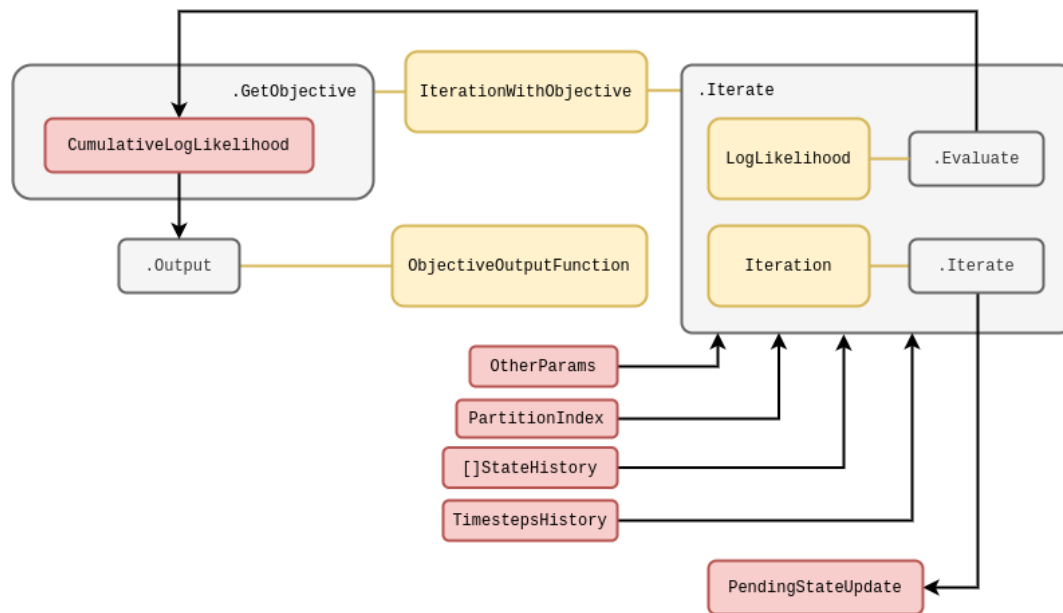 .GetObjective
IterationWithObjective
.Iterate
CumulativeLogLikelihood
LogLikelihood
.Evaluate
.Output
ObjectiveOutputFunction
Iteration
.Iterate
OtherParams
PartitionIndex
[]StateHistory
TimestepsHistory
PendingStateUpdate